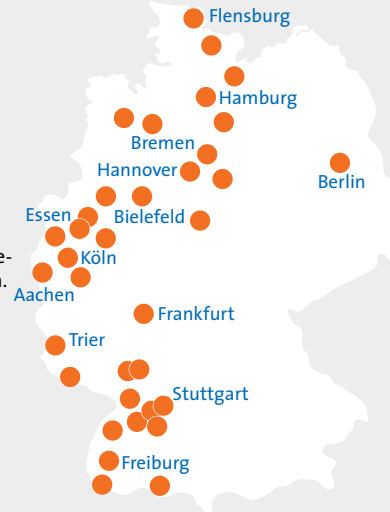 Flensburg
Hamburg
Bremen
Hannover
Berlin
Essen
Bielefeld
e-
Köln
.
Aachen
Frankfurt
Trier
Stuttgart
Freiburg